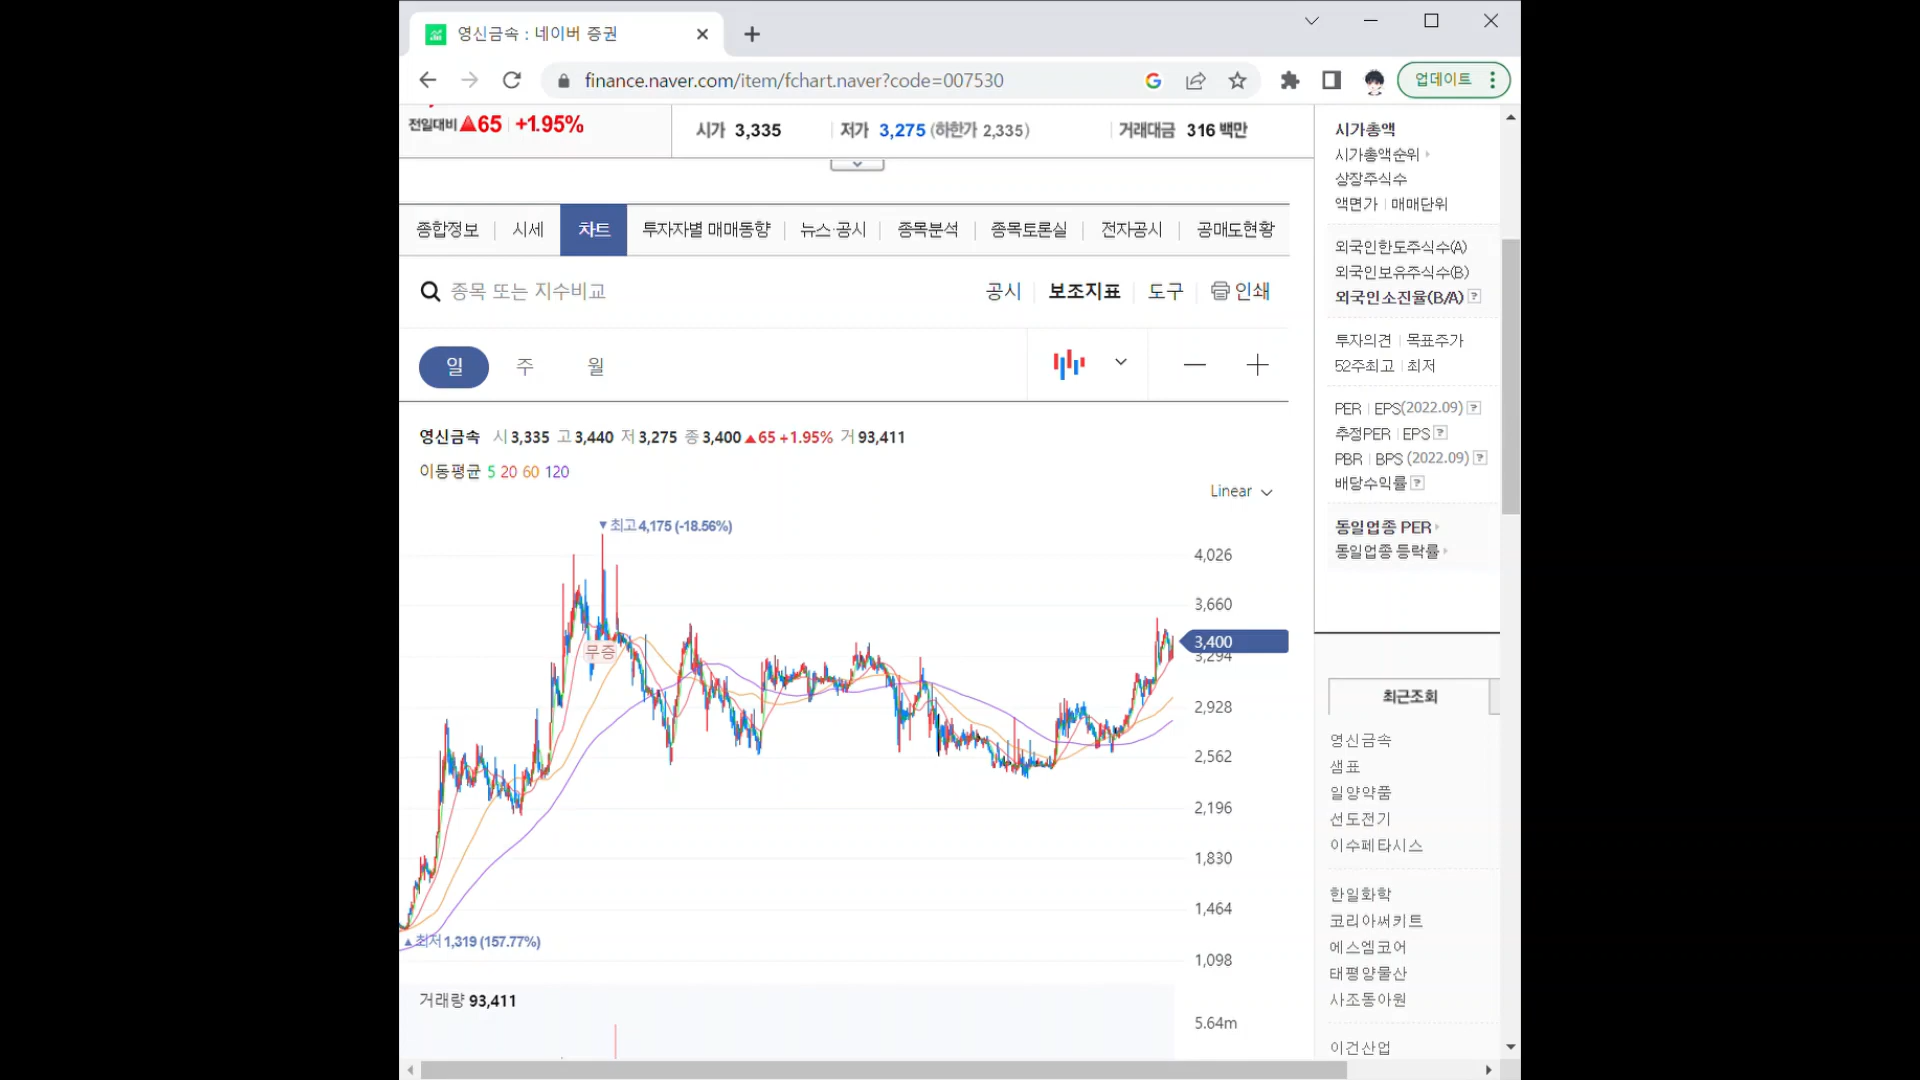 영신금속 : 네이버 증권
finance.naver.com/item/fchart.naver?code=007530
업데이트
전일대비 ▲65 +1.95%
시가 3,335
저가 3,275 (하한가 2,335)
거래대금 316 백만
종합정보 시세 차트 투자자별 매매동향 뉴스·공시 종목분석 종목토론실 전자공시 공매도현황
종목 또는 지수비교
공시 보조지표 도구 인쇄
일 주 월
영신금속 시 3,335 고 3,440 저 3,275 종 3,400 ▲65 +1.95% 거 93,411
이동평균 5 20 60 120
Linear
▼최고 4,175 (-18.56%)
4,026
3,660
3,400
3,294
무증
2,928
2,562
2,196
1,830
1,464
▲최저 1,319 (157.77%)
1,098
거래량 93,411
5.64m
시가총액
시가총액순위
상장주식수
액면가 | 매매단위
외국인한도주식수(A)
외국인보유주식수(B)
외국인소진율(B/A) ?
투자의견 | 목표주가
52주최고 | 최저
PER | EPS(2022.09) ?
추정PER | EPS ?
PBR | BPS (2022.09) ?
배당수익률 ?
동일업종 PER
동일업종 등락률
최근조회
영신금속
샘표
일양약품
선도전기
이수페타시스
한일화학
코리아써키트
에스엠코어
태평양물산
사조동아원
이건산업